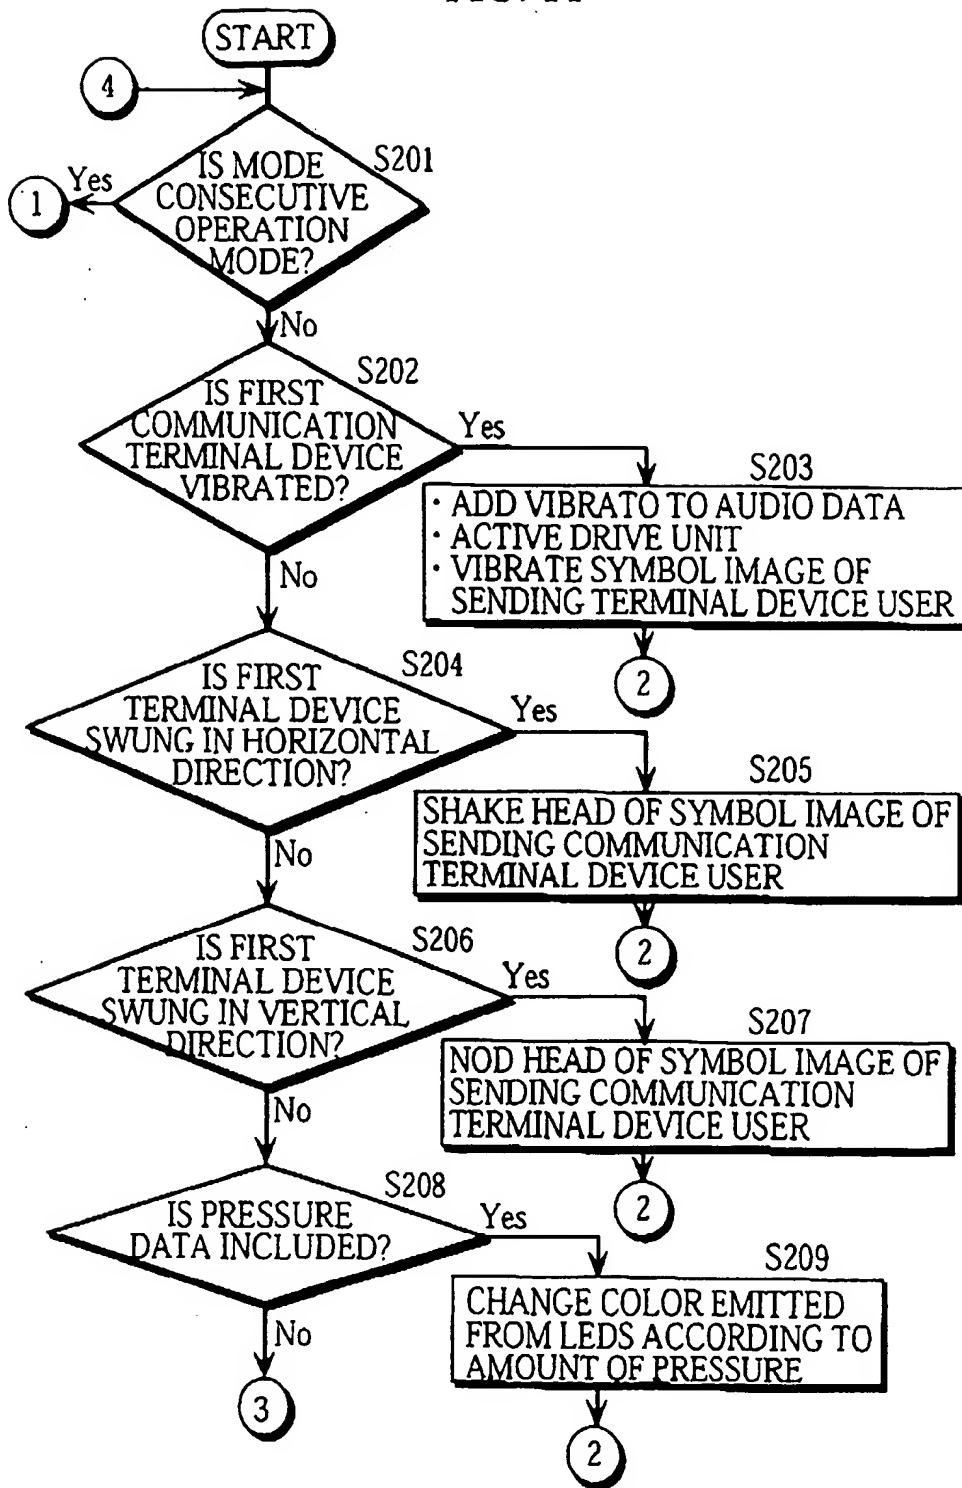 START
4
S201
IS MODE
CONSECUTIVE
OPERATION
MODE?
Yes
1
No
S202
IS FIRST
COMMUNICATION
TERMINAL DEVICE
VIBRATED?
Yes
S203
· ADD VIBRATO TO AUDIO DATA
· ACTIVE DRIVE UNIT
· VIBRATE SYMBOL IMAGE OF
SENDING TERMINAL DEVICE USER
2
No
S204
IS FIRST
TERMINAL DEVICE
SWUNG IN HORIZONTAL
DIRECTION?
Yes
S205
SHAKE HEAD OF SYMBOL IMAGE OF
SENDING COMMUNICATION
TERMINAL DEVICE USER
2
No
S206
IS FIRST
TERMINAL DEVICE
SWUNG IN VERTICAL
DIRECTION?
Yes
S207
NOD HEAD OF SYMBOL IMAGE OF
SENDING COMMUNICATION
TERMINAL DEVICE USER
2
No
S208
IS PRESSURE
DATA INCLUDED?
Yes
S209
CHANGE COLOR EMITTED
FROM LEDS ACCORDING TO
AMOUNT OF PRESSURE
2
No
3